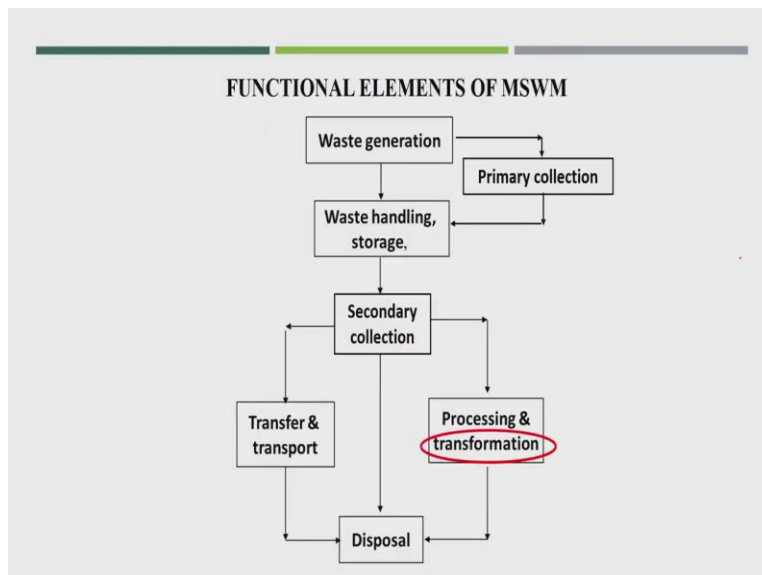 FUNCTIONAL ELEMENTS OF MSWM
Waste generation
Primary collection
Waste handling,
storage,
Secondary
collection
Transfer &
transport
Processing &
transformation
Disposal